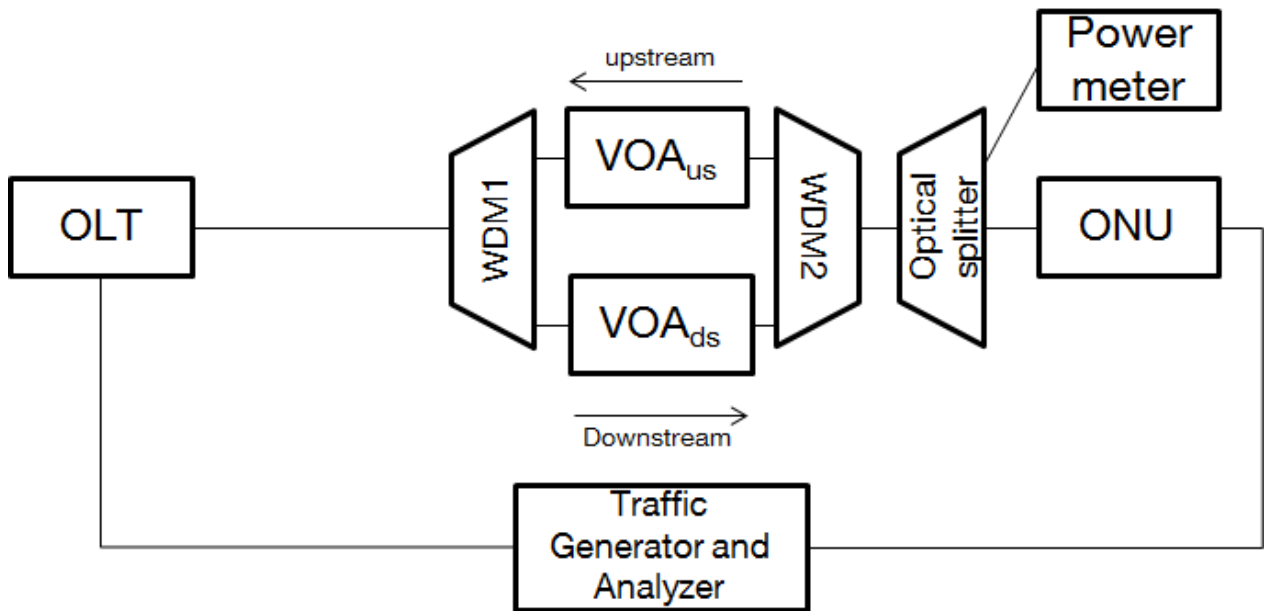 Power
meter
upstream
VOAus
OLT
WDM1
WDM2
Optical
splitter
ONU
VOAds
Downstream
Traffic
Generator and
Analyzer